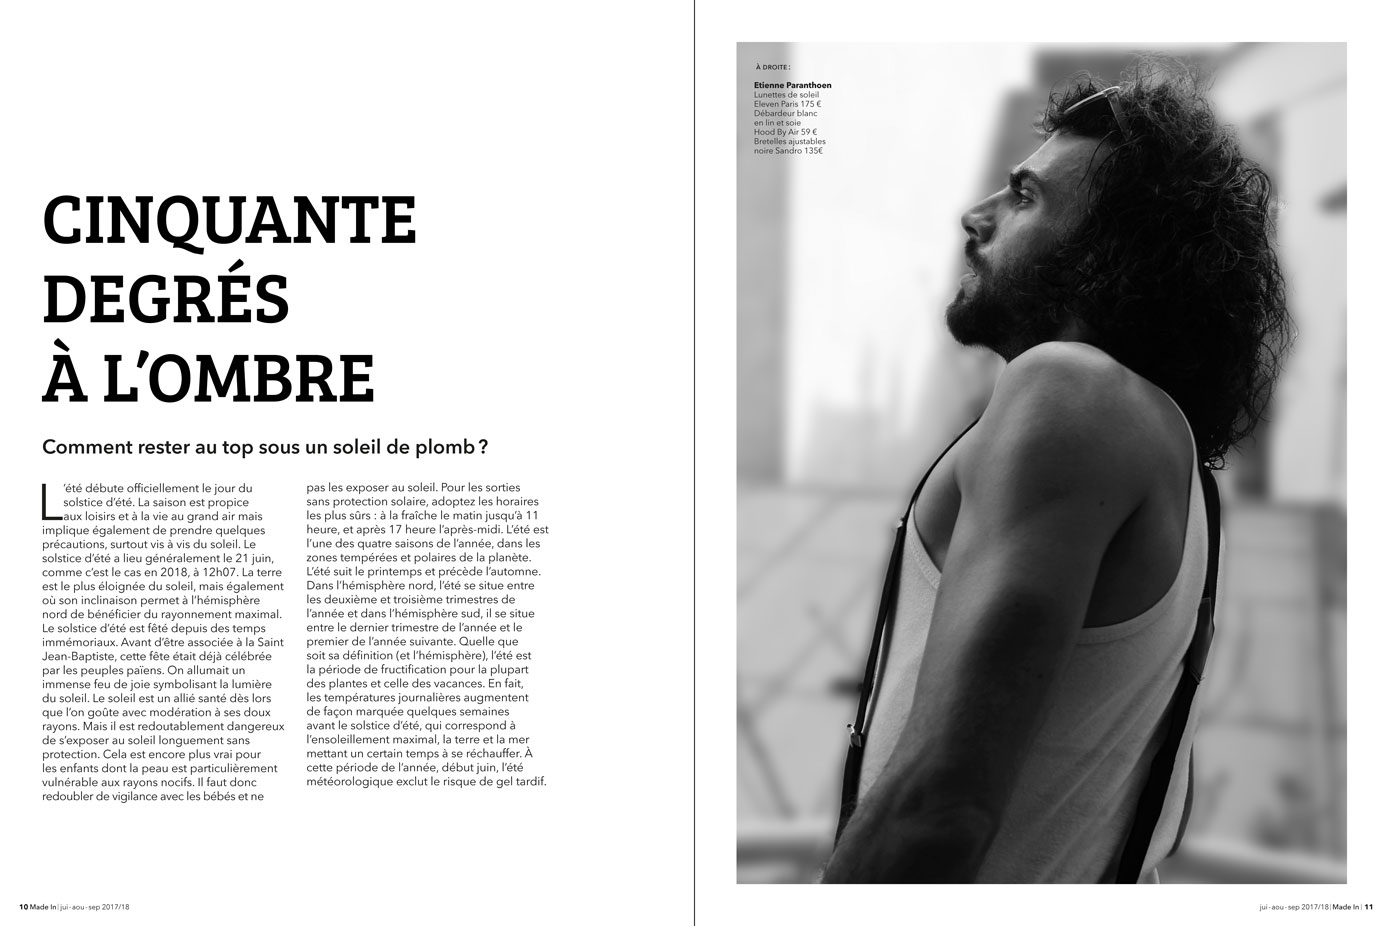 CINQUANTE
DEGRÉS
À L’OMBRE
Comment rester au top sous un soleil de plomb ?
L’été débute officiellement le jour du
solstice d’été. La saison est propice
aux loisirs et à la vie au grand air mais
implique également de prendre quelques
précautions, surtout vis à vis du soleil. Le
solstice d’été a lieu généralement le 21 juin,
comme c’est le cas en 2018, à 12h07. La terre
est le plus éloignée du soleil, mais également
où son inclinaison permet à l’hémisphère
nord de bénéficier du rayonnement maximal.
Le solstice d’été est fêté depuis des temps
immémoriaux. Avant d’être associée à la Saint
Jean-Baptiste, cette fête était déjà célébrée
par les peuples païens. On allumait un
immense feu de joie symbolisant la lumière
du soleil. Le soleil est un allié santé dès lors
que l’on goûte avec modération à ses doux
rayons. Mais il est redoutablement dangereux
de s’exposer au soleil longuement sans
protection. Cela est encore plus vrai pour
les enfants dont la peau est particulièrement
vulnérable aux rayons nocifs. Il faut donc
redoubler de vigilance avec les bébés et ne
pas les exposer au soleil. Pour les sorties
sans protection solaire, adoptez les horaires
les plus sûrs : à la fraîche le matin jusqu’à 11
heure, et après 17 heure l’après-midi. L’été est
l’une des quatre saisons de l’année, dans les
zones tempérées et polaires de la planète.
L’été suit le printemps et précède l’automne.
Dans l’hémisphère nord, l’été se situe entre
les deuxième et troisième trimestres de
l’année et dans l’hémisphère sud, il se situe
entre le dernier trimestre de l’année et le
premier de l’année suivante. Quelle que
soit sa définition (et l’hémisphère), l’été est
la période de fructification pour la plupart
des plantes et celle des vacances. En fait,
les températures journalières augmentent
de façon marquée quelques semaines
avant le solstice d’été, qui correspond à
l’ensoleillement maximal, la terre et la mer
mettant un certain temps à se réchauffer. À
cette période de l’année, début juin, l’été
météorologique exclut le risque de gel tardif.
10 Made In | jui - aou - sep 2017/18
À DROITE :
Etienne Paranthoen
Lunettes de soleil
Eleven Paris 175 €
Débardeur blanc
en lin et soie
Hood By Air 59 €
Bretelles ajustables
noire Sandro 135€
jui - aou - sep 2017/18 | Made In | 11